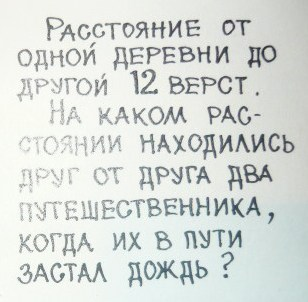 Расстояние от
одной деревни до
другой 12 верст.
На каком рас-
стоянии находились
друг от друга два
путешественника,
когда их в пути
застал дождь?